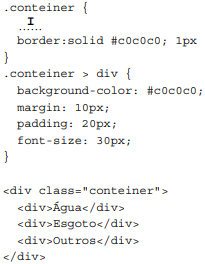 .conteiner {
......
border:solid #c0c0c0; 1px
}
.conteiner > div {
background-color: #c0c0c0;
margin: 10px;
padding: 20px;
font-size: 30px;
}
<div class="conteiner">
<div>Água</div>
<div>Esgoto</div>
<div>Outros</div>
</div>